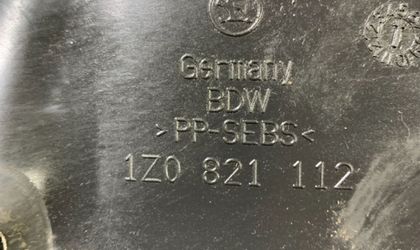 Germany
BDW
>PP-SEBS<
1Z0 821 112